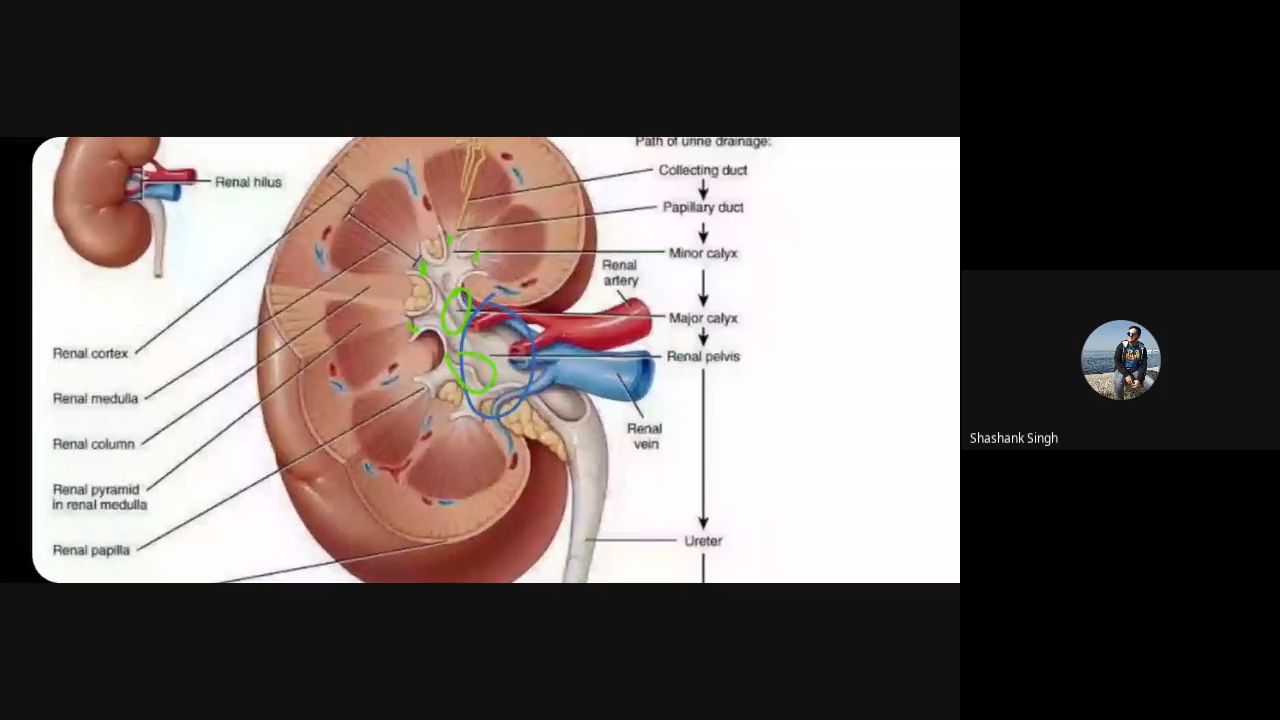 Path of urine drainage:
Collecting duct
Papillary duct
Minor calyx
Renal
artery
Major calyx
Renal pelvis
Renal
vein
Ureter
Renal hilus
Renal cortex
Renal medulla
Renal column
Renal pyramid
in renal medulla
Renal papilla
Shashank Singh